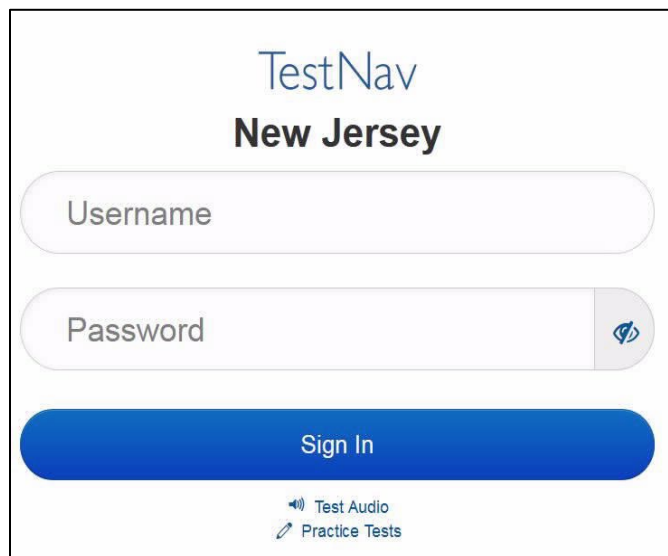 TestNav
New Jersey
Username
Password
Sign In
Test Audio
Practice Tests